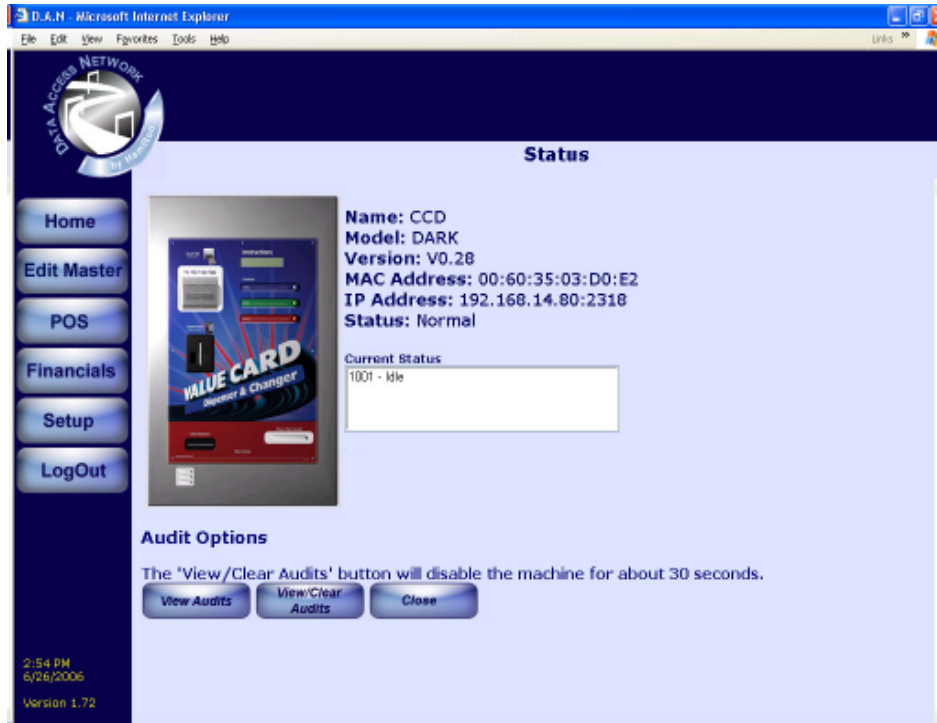 D.A.N - Microsoft Internet Explorer
File Edit View Favorites Tools Help
Links »
DATA ACCESS NETWORK
by Hamilton
Status
Home
Edit Master
POS
Financials
Setup
LogOut
Name: CCD
Model: DARK
Version: V0.28
MAC Address: 00:60:35:03:D0:E2
IP Address: 192.168.14.80:2318
Status: Normal
Current Status
1001 - Idle
Instructions
VALUE CARD
Dispenser & Changer
Audit Options
The 'View/Clear Audits' button will disable the machine for about 30 seconds.
View Audits
View/Clear
Audits
Close
2:54 PM
6/26/2006
Version 1.72